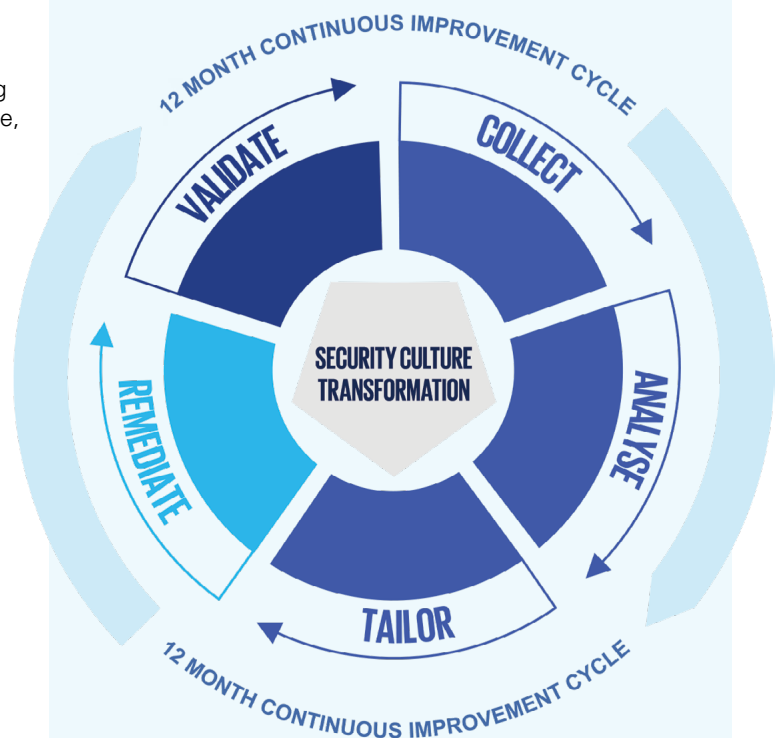 g
e,
12 MONTH CONTINUOUS IMPROVEMENT CYCLE
VALIDATE
COLLECT
SECURITY CULTURE
TRANSFORMATION
ANALYSE
REMEDIATE
TAILOR
12 MONTH CONTINUOUS IMPROVEMENT CYCLE